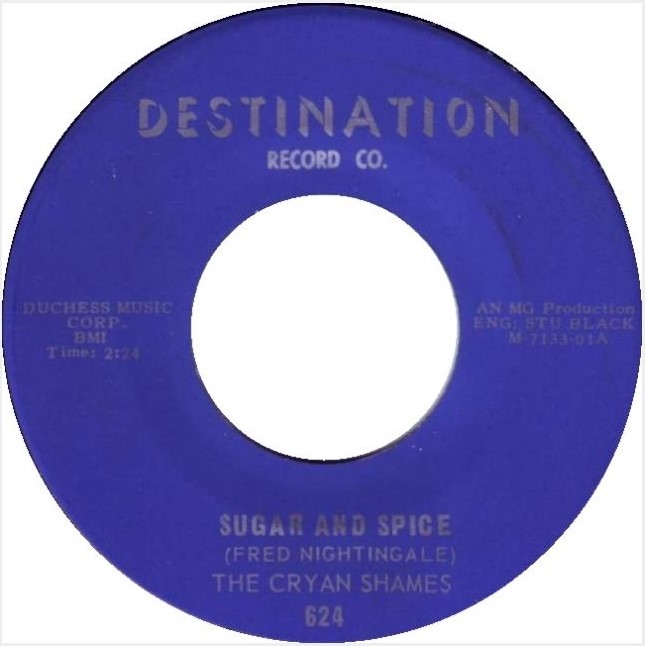 DESTINATION
RECORD CO.
DUCHESS MUSIC
CORP.
BMI
Time: 2:24
AN MG Production
ENG: STU BLACK
M-7133-01A
SUGAR AND SPICE
(FRED NIGHTINGALE)
THE CRYAN SHAMES
624